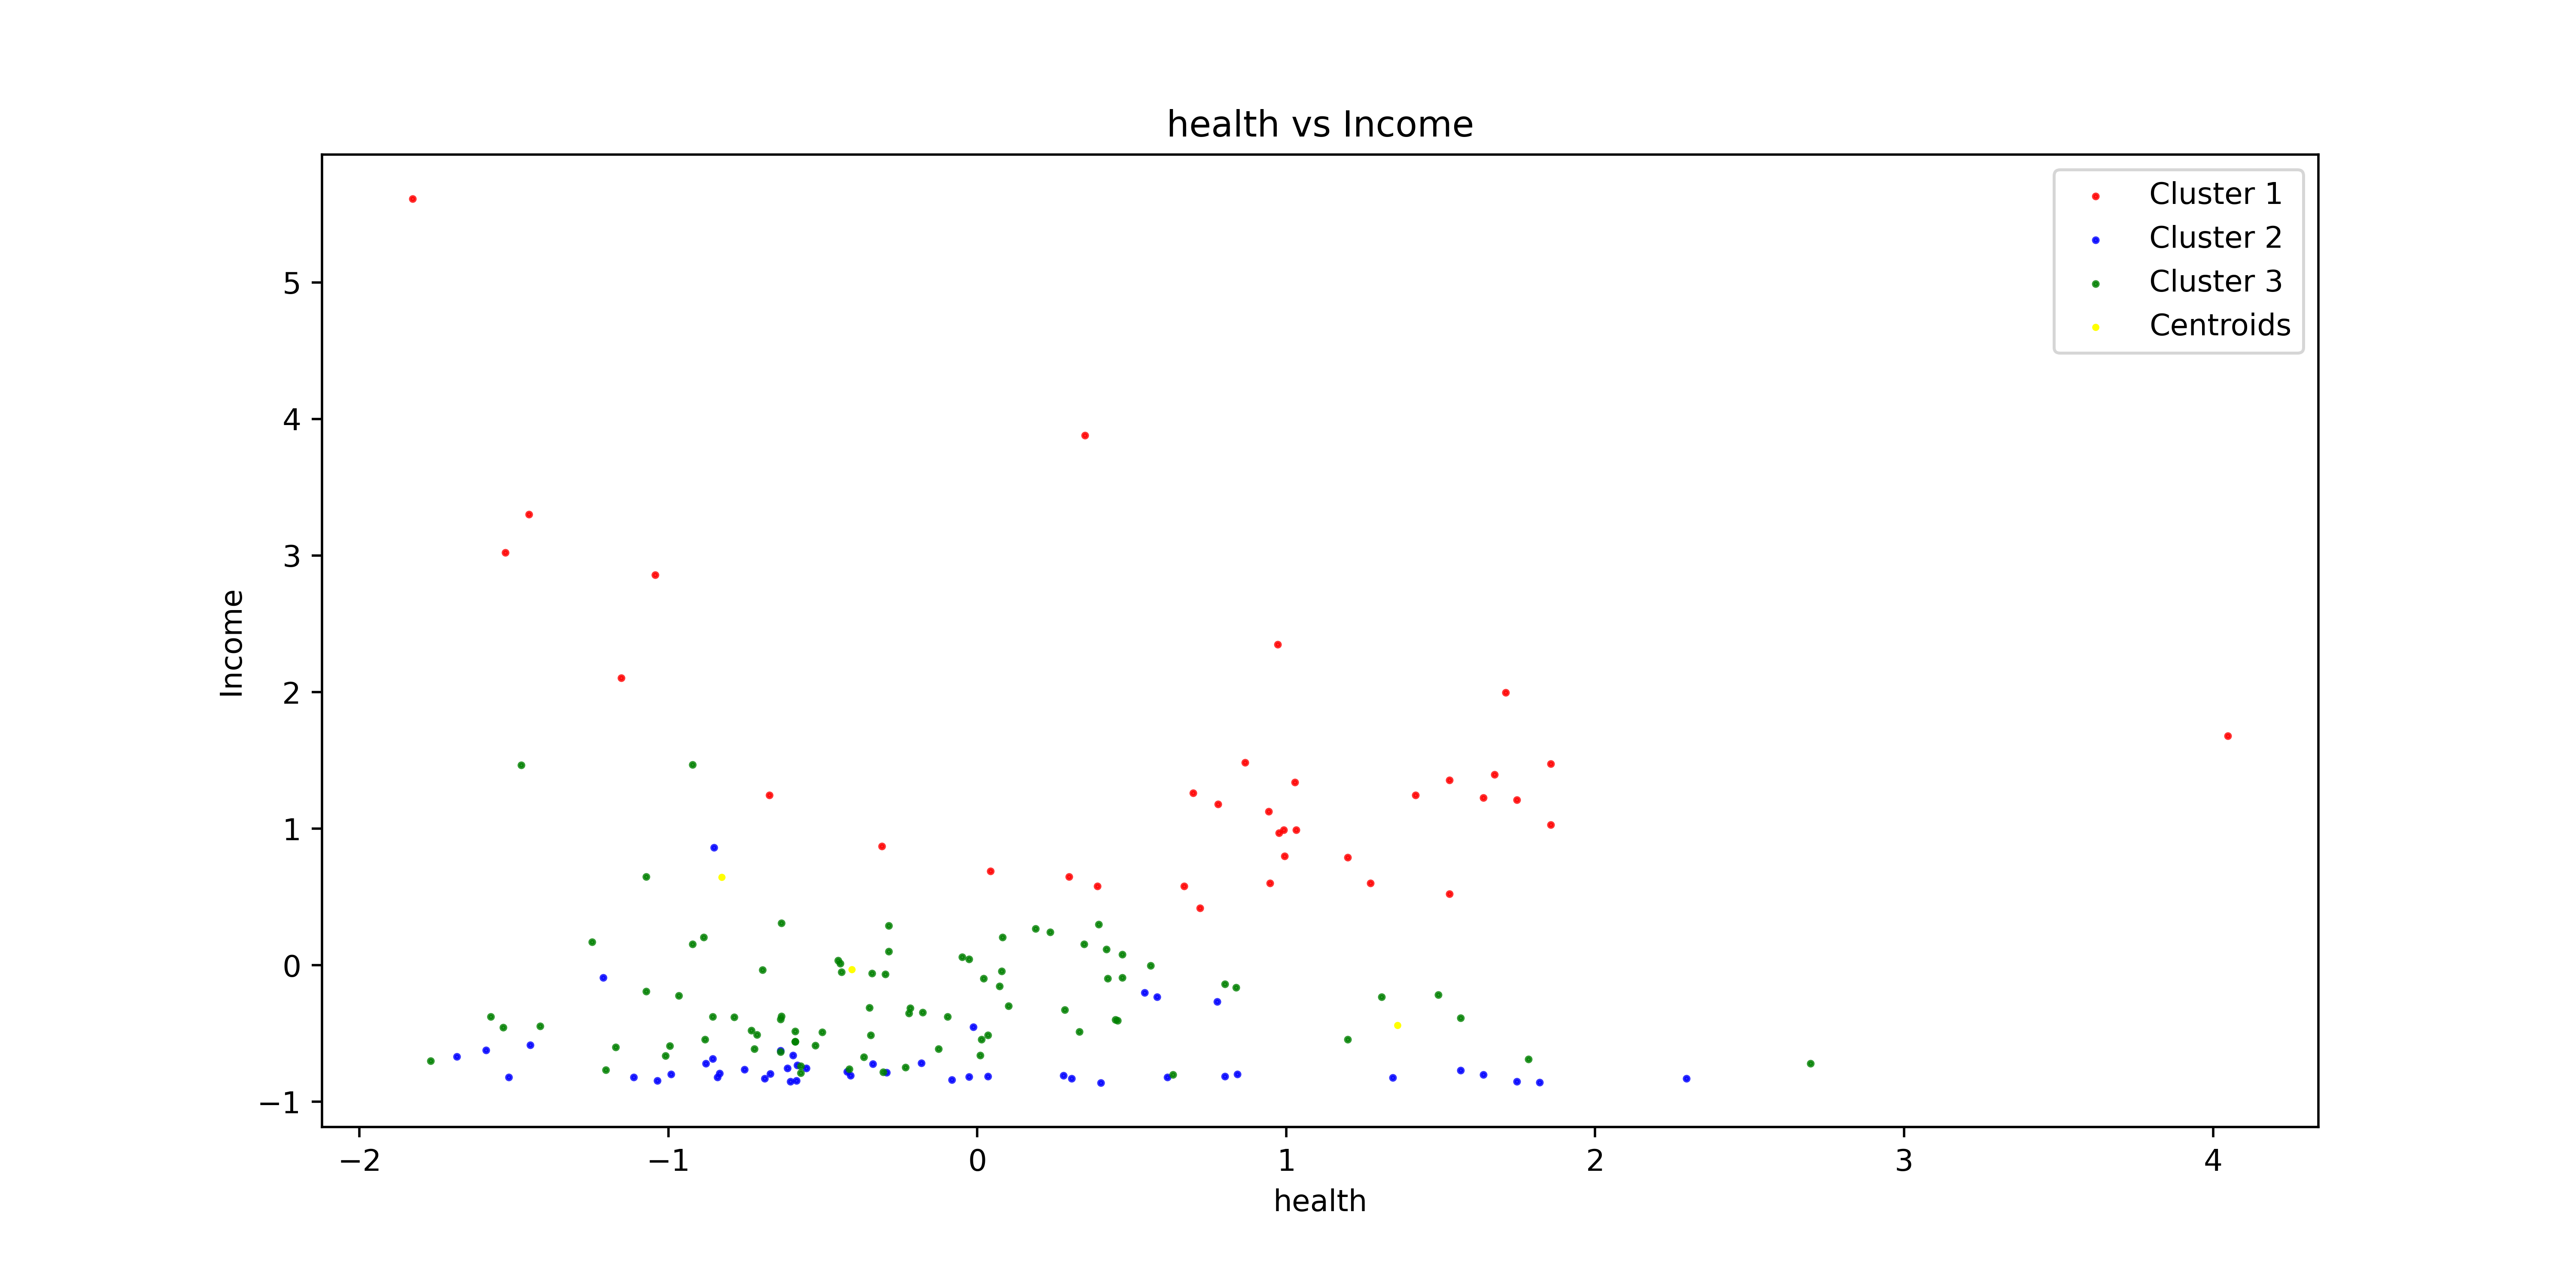 health vs Income
Cluster 1
Cluster 2
Cluster 3
Centroids
5
4
3
2
1
0
−1
Income
−2 −1 0 1 2 3 4
health